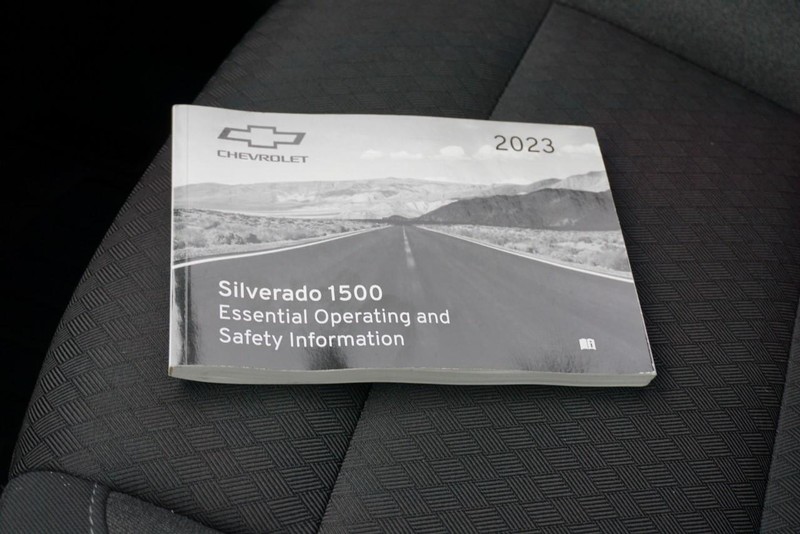 CHEVROLET
2023
Silverado 1500
Essential Operating and
Safety Information